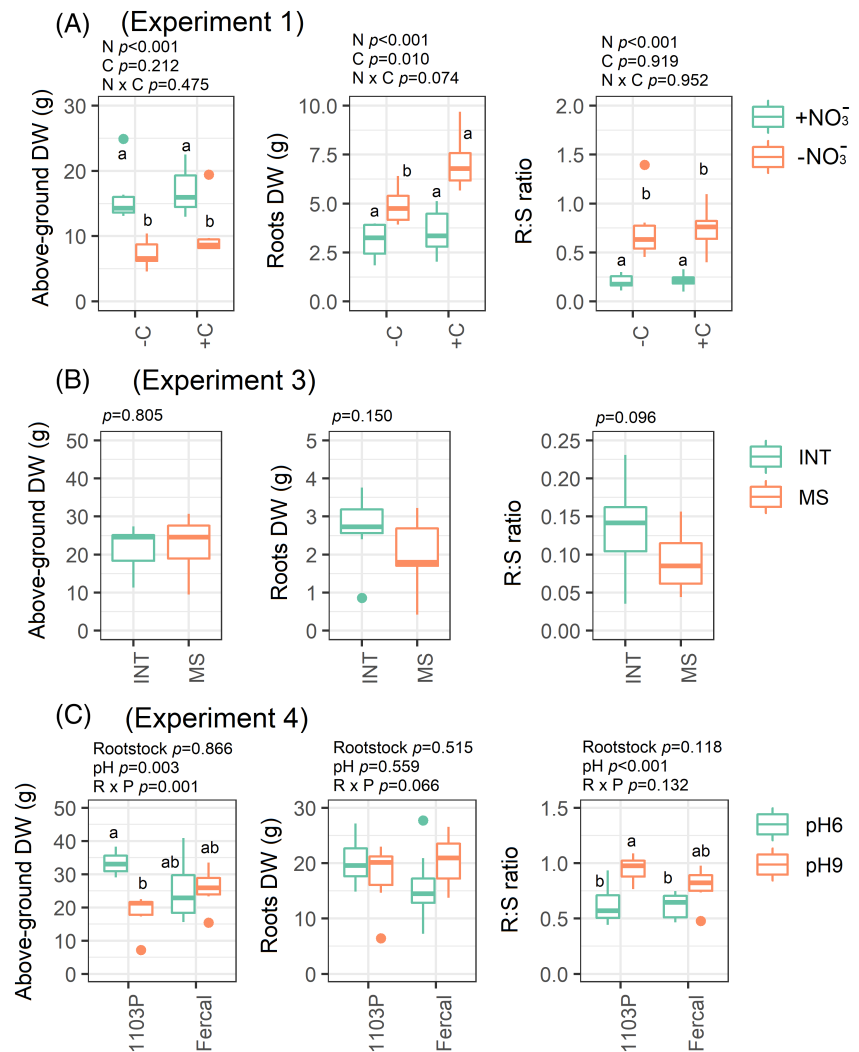 (A) (Experiment 1)
N p<0.001
C p=0.212
N x C p=0.475
N p<0.001
C p=0.010
N x C p=0.074
N p<0.001
C p=0.919
N x C p=0.952
Above-ground DW (g)
30
20
10
0
a
b
a
b
-C
+C
Roots DW (g)
10.0
7.5
5.0
2.5
0.0
a
b
a
a
-C
+C
R:S ratio
2.0
1.5
1.0
0.5
0.0
a
b
a
b
-C
+C
+NO₃⁻
-NO₃⁻
(B) (Experiment 3)
p=0.805
p=0.150
p=0.096
Above-ground DW (g)
50
40
30
20
10
0
INT
MS
Roots DW (g)
5
4
3
2
1
0
INT
MS
R:S ratio
0.25
0.20
0.15
0.10
0.05
0.00
INT
MS
INT
MS
(C) (Experiment 4)
Rootstock p=0.866
pH p=0.003
R x P p=0.001
Rootstock p=0.515
pH p=0.559
R x P p=0.066
Rootstock p=0.118
pH p<0.001
R x P p=0.132
Above-ground DW (g)
50
40
30
20
10
0
a
b
ab
ab
1103P
Fercal
Roots DW (g)
30
20
10
0
1103P
Fercal
R:S ratio
1.5
1.0
0.5
0.0
b
a
b
ab
1103P
Fercal
pH6
pH9